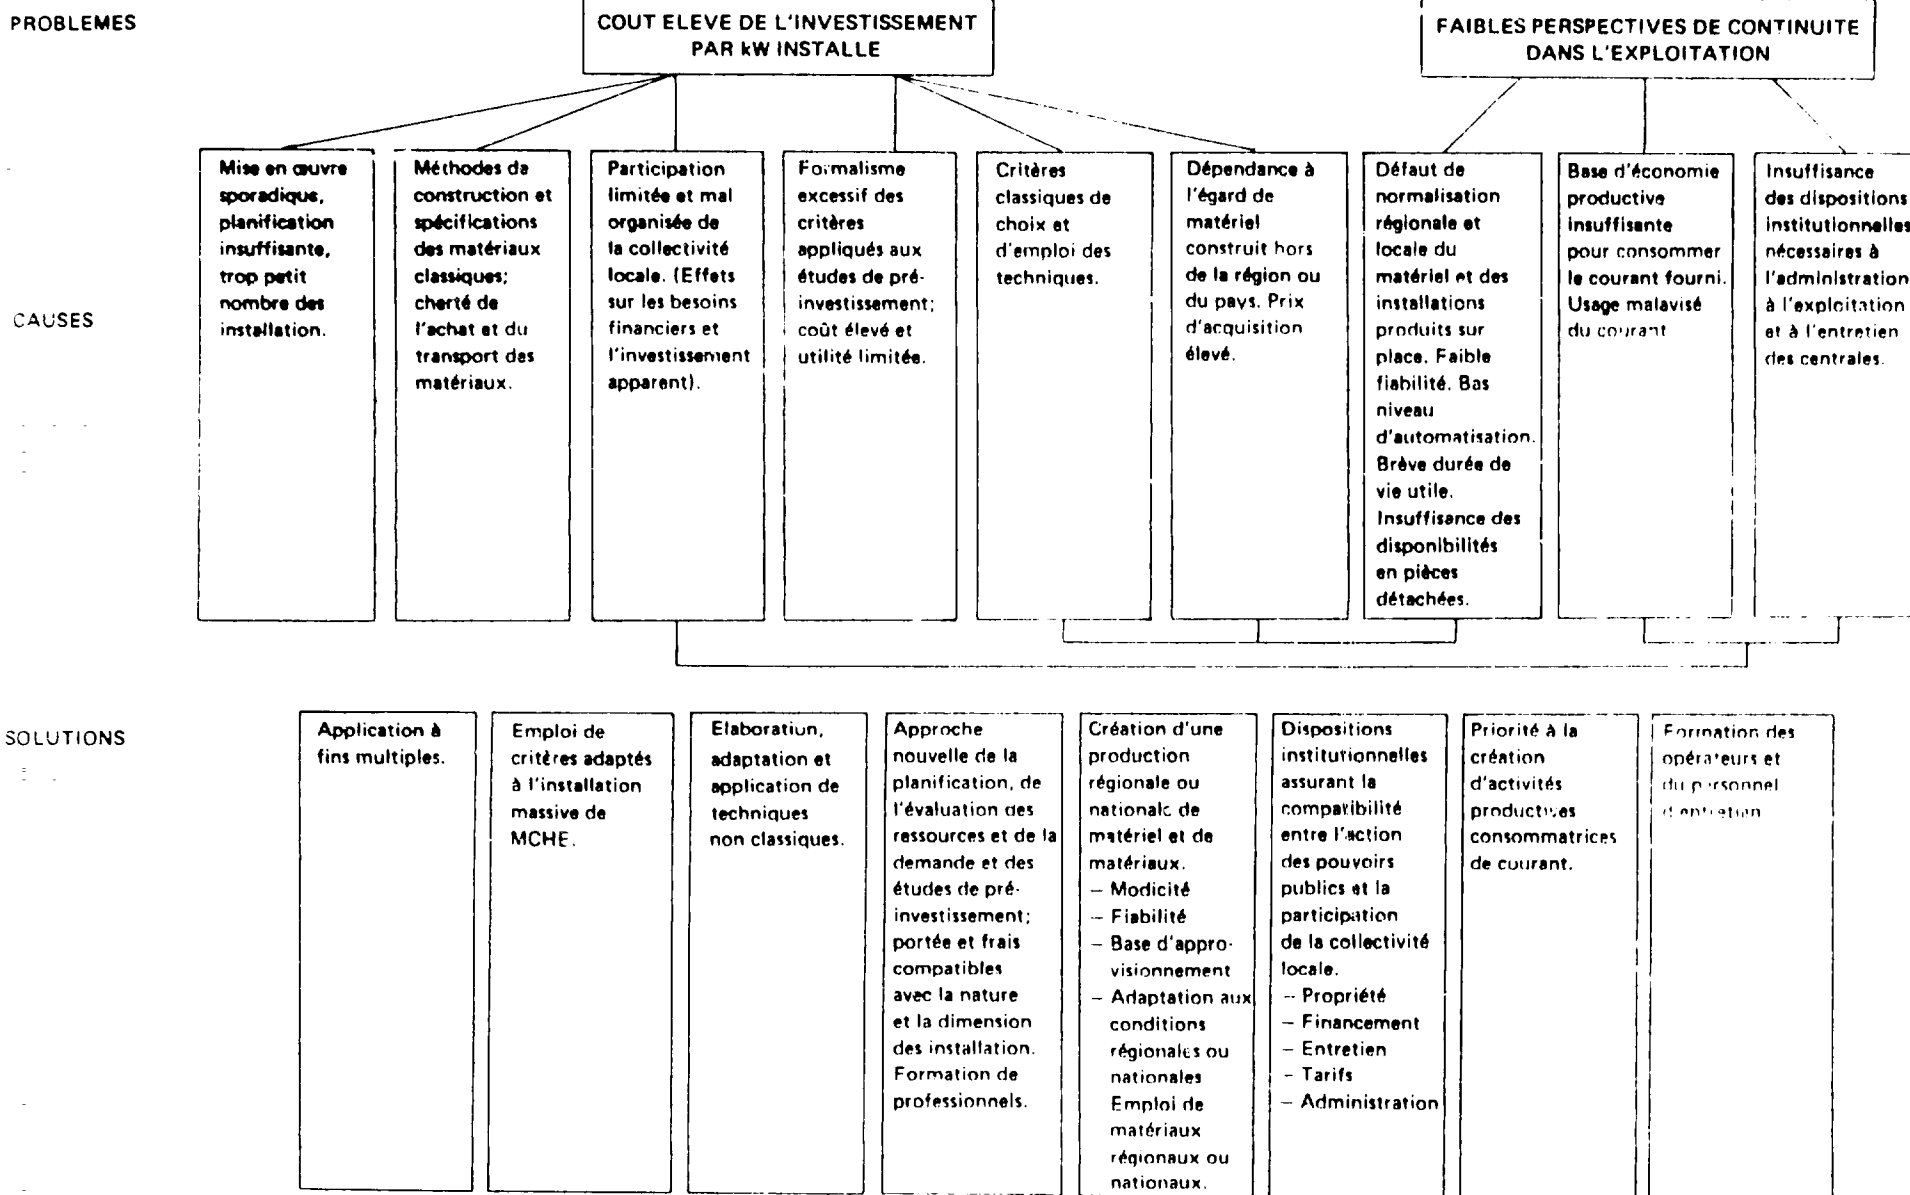 PROBLEMES
COUT ELEVE DE L'INVESTISSEMENT
PAR kW INSTALLE
FAIBLES PERSPECTIVES DE CONTINUITE
DANS L'EXPLOITATION
CAUSES
Mise en œuvre
sporadique,
planification
insuffisante,
trop petit
nombre des
installation.
Méthodes de
construction et
spécifications
des matériaux
classiques;
cherté de
l'achat et du
transport des
matériaux.
Participation
limitée et mal
organisée de
la collectivité
locale. (Effets
sur les besoins
financiers et
l'investissement
apparent).
Formalisme
excessif des
critères
appliqués aux
études de pré-
investissement;
coût élevé et
utilité limitée.
Critères
classiques de
choix et
d'emploi des
techniques.
Dépendance à
l'égard de
matériel
construit hors
de la région ou
du pays. Prix
d'acquisition
élevé.
Défaut de
normalisation
régionale et
locale du
matériel et des
installations
produits sur
place. Faible
fiabilité. Bas
niveau
d'automatisation.
Brève durée de
vie utile.
Insuffisance des
disponibilités
en pièces
détachées.
Base d'économie
productive
insuffisante
pour consommer
le courant fourni.
Usage malavisé
du courant
Insuffisance
des dispositions
institutionnelles
nécessaires à
l'administration
à l'exploitation
et à l'entretien
des centrales.
SOLUTIONS
Application à
fins multiples.
Emploi de
critères adaptés
à l'installation
massive de
MCHE.
Elaboration,
adaptation et
application de
techniques
non classiques.
Approche
nouvelle de la
planification, de
l'évaluation des
ressources et de la
demande et des
études de pré-
investissement;
portée et frais
compatibles
avec la nature
et la dimension
des installation.
Formation de
professionnels.
Création d'une
production
régionale ou
nationale de
matériel et de
matériaux.
– Modicité
– Fiabilité
– Base d'appro-
visionnement
– Adaptation aux
conditions
régionales ou
nationales
Emploi de
matériaux
régionaux ou
nationaux.
Dispositions
institutionnelles
assurant la
compatibilité
entre l'action
des pouvoirs
publics et la
participation
de la collectivité
locale.
– Propriété
– Financement
– Entretien
– Tarifs
– Administration
Priorité à la
création
d'activités
productives
consommatrices
de courant.
Formation des
opérateurs et
du personnel
d'entretien